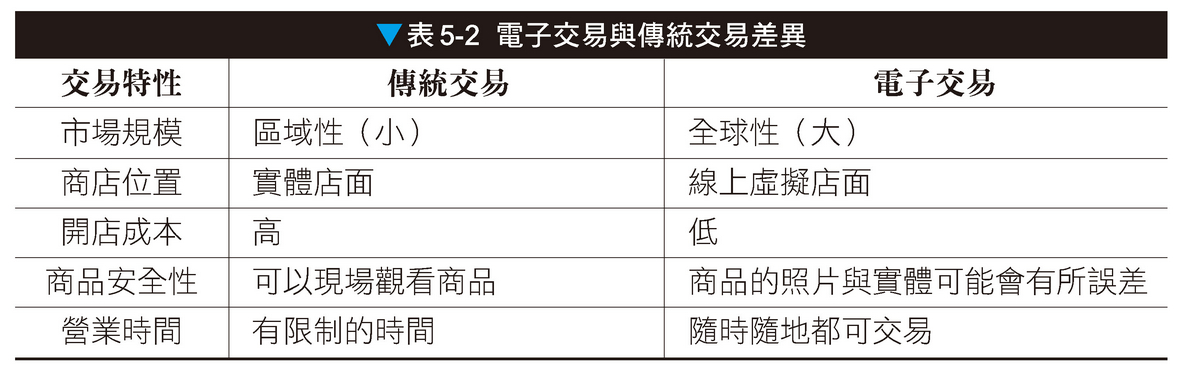 ▼表5-2 電子交易與傳統交易差異
交易特性 傳統交易 電子交易
市場規模 區域性（小） 全球性（大）
商店位置 實體店面 線上虛擬店面
開店成本 高 低
商品安全性 可以現場觀看商品 商品的照片與實體可能會有所誤差
營業時間 有限制的時間 隨時隨地都可交易